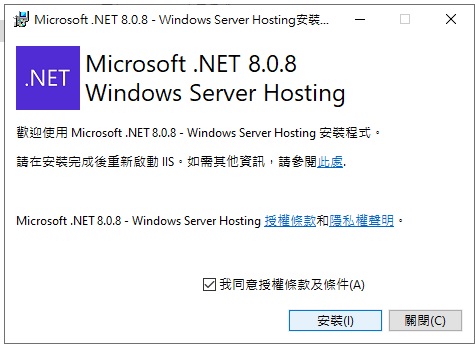 Microsoft .NET 8.0.8 - Windows Server Hosting安裝...
.NET
Microsoft .NET 8.0.8
Windows Server Hosting
歡迎使用 Microsoft .NET 8.0.8 - Windows Server Hosting 安裝程式。
請在安裝完成後重新啟動 IIS。如需其他資訊，請參閱此處.
Microsoft .NET 8.0.8 - Windows Server Hosting 授權條款和隱私權聲明。
我同意授權條款及條件(A)
安裝(I)
關閉(C)